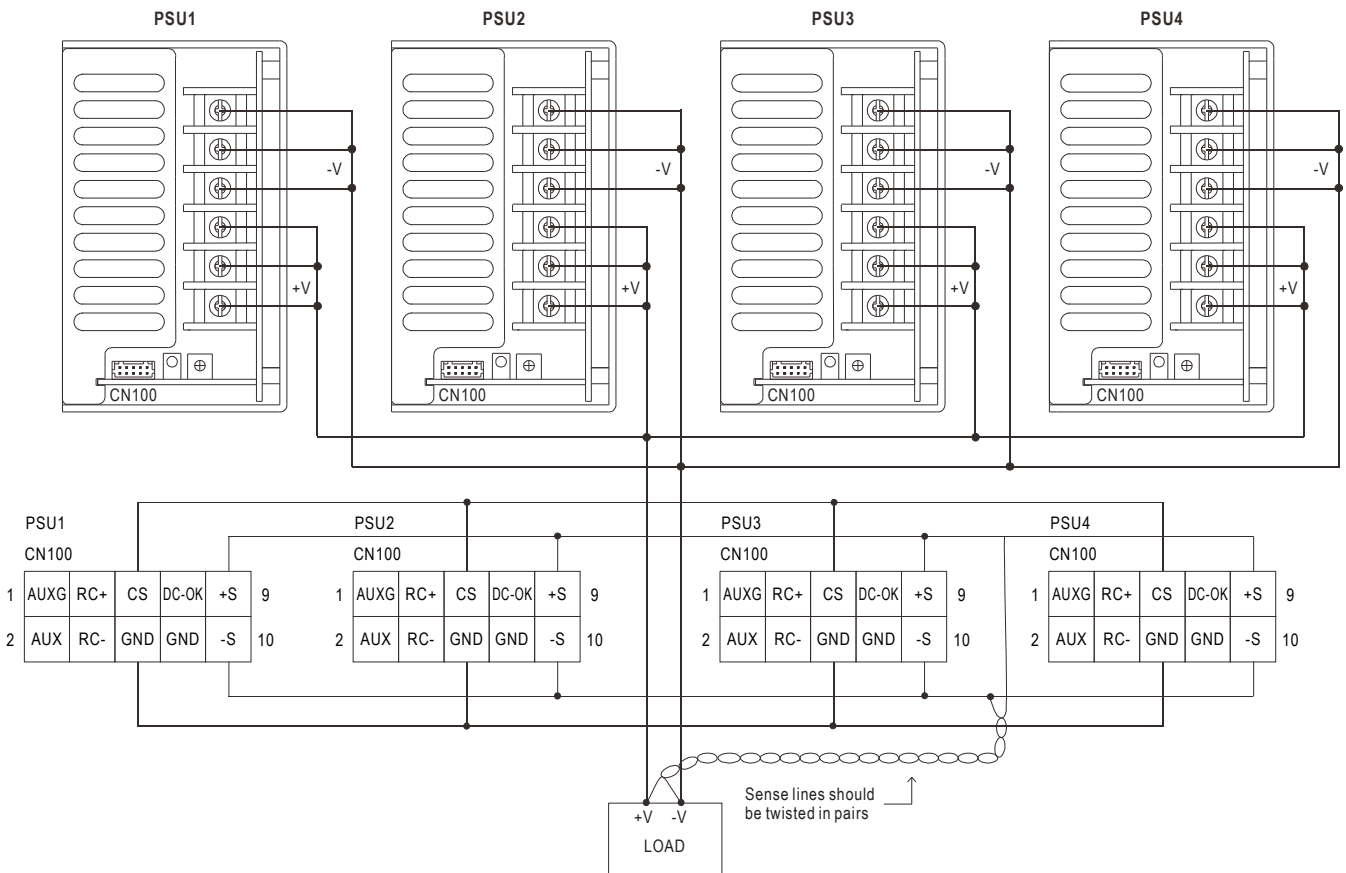 PSU1 PSU2 PSU3 PSU4
-V -V -V -V
+V +V +V +V
CN100 CN100 CN100 CN100
PSU1 PSU2 PSU3 PSU4
CN100 CN100 CN100 CN100
1 AUXG RC+ CS DC-OK +S 9 1 AUXG RC+ CS DC-OK +S 9 1 AUXG RC+ CS DC-OK +S 9 1 AUXG RC+ CS DC-OK +S 9
2 AUX RC- GND GND -S 10 2 AUX RC- GND GND -S 10 2 AUX RC- GND GND -S 10 2 AUX RC- GND GND -S 10
Sense lines should
be twisted in pairs
+V -V
LOAD